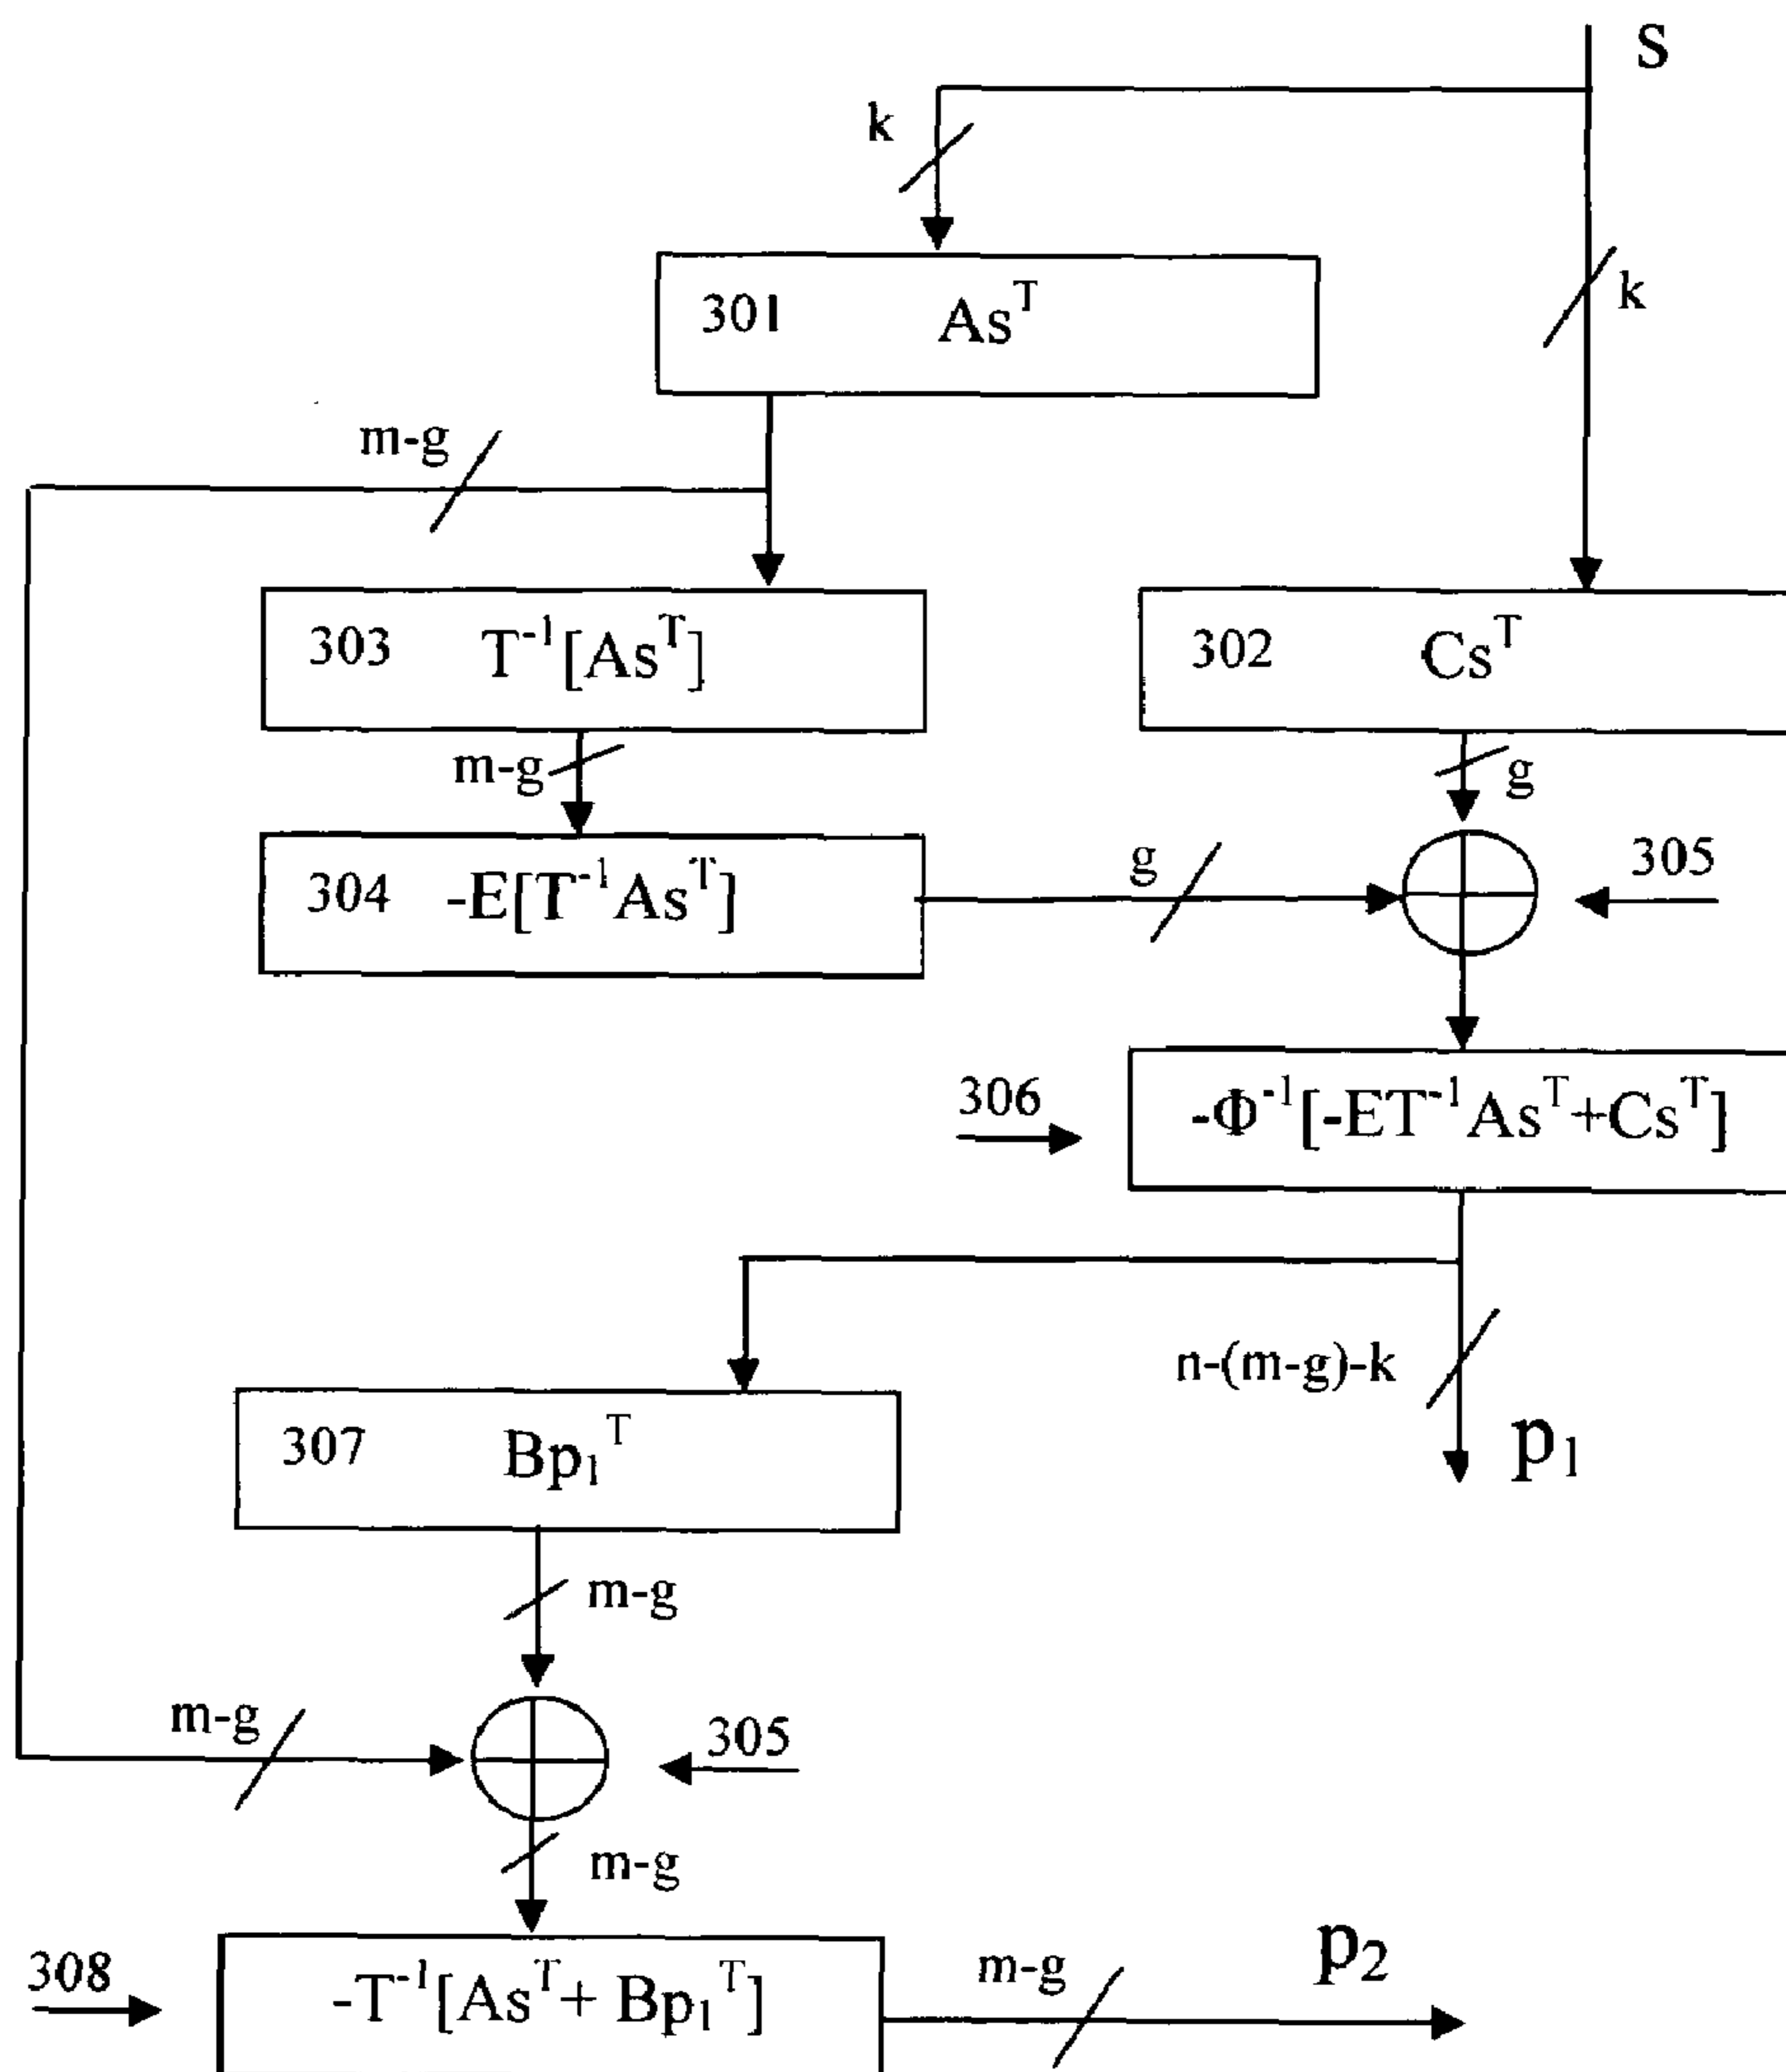 S
k
k
301 As^T
m-g
303 T^-1[As^T]
302 Cs^T
m-g
g
304 -E[T^-1As^T]
g
305
306
-Φ^-1[-ET^-1As^T+Cs^T]
n-(m-g)-k
p₁
307 Bp₁^T
m-g
m-g
305
m-g
308
-T^-1[As^T+ Bp₁^T]
m-g
p₂